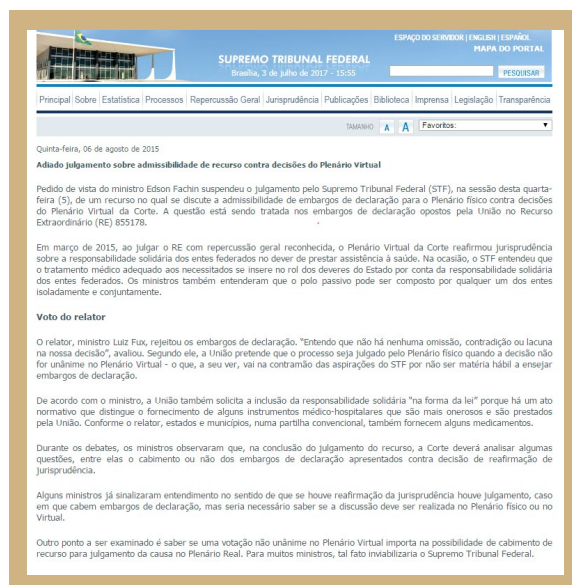 ESPAÇO DO SERVIDOR | ENGLISH | ESPAÑOL
MAPA DO PORTAL
SUPREMO TRIBUNAL FEDERAL
Brasília, 3 de julho de 2017 - 15:55
PESQUISAR
Principal Sobre Estatística Processos Repercussão Geral Jurisprudência Publicações Biblioteca Imprensa Legislação Transparência
TAMANHO A A Favoritos:
Quinta-feira, 06 de agosto de 2015
Adiado julgamento sobre admissibilidade de recurso contra decisões do Plenário Virtual
Pedido de vista do ministro Edson Fachin suspendeu o julgamento pelo Supremo Tribunal Federal (STF), na sessão desta quarta-
feira (5), de um recurso no qual se discute a admissibilidade de embargos de declaração para o Plenário físico contra decisões
do Plenário Virtual da Corte. A questão está sendo tratada nos embargos de declaração opostos pela União no Recurso
Extraordinário (RE) 855178.
Em março de 2015, ao julgar o RE com repercussão geral reconhecida, o Plenário Virtual da Corte reafirmou jurisprudência
sobre a responsabilidade solidária dos entes federados no dever de prestar assistência à saúde. Na ocasião, o STF entendeu que
o tratamento médico adequado aos necessitados se insere no rol dos deveres do Estado por conta da responsabilidade solidária
dos entes federados. Os ministros também entenderam que o polo passivo pode ser composto por qualquer um dos entes
isoladamente e conjuntamente.
Voto do relator
O relator, ministro Luiz Fux, rejeitou os embargos de declaração. "Entendo que não há nenhuma omissão, contradição ou lacuna
na nossa decisão", avaliou. Segundo ele, a União pretende que o processo seja julgado pelo Plenário físico quando a decisão não
for unânime no Plenário Virtual - o que, a seu ver, vai na contramão das aspirações do STF por não ser matéria hábil a ensejar
embargos de declaração.
De acordo com o ministro, a União também solicita a inclusão da responsabilidade solidária "na forma da lei" porque há um ato
normativo que distingue o fornecimento de alguns instrumentos médico-hospitalares que são mais onerosos e são prestados
pela União. Conforme o relator, estados e municípios, numa partilha convencional, também fornecem alguns medicamentos.
Durante os debates, os ministros observaram que, na conclusão do julgamento do recurso, a Corte deverá analisar algumas
questões, entre elas o cabimento ou não dos embargos de declaração apresentados contra decisão de reafirmação de
jurisprudência.
Alguns ministros já sinalizaram entendimento no sentido de que se houve reafirmação da jurisprudência houve julgamento, caso
em que cabem embargos de declaração, mas seria necessário saber se a discussão deve ser realizada no Plenário físico ou no
Virtual.
Outro ponto a ser examinado é saber se uma votação não unânime no Plenário Virtual importa na possibilidade de cabimento de
recurso para julgamento da causa no Plenário Real. Para muitos ministros, tal fato inviabilizaria o Supremo Tribunal Federal.